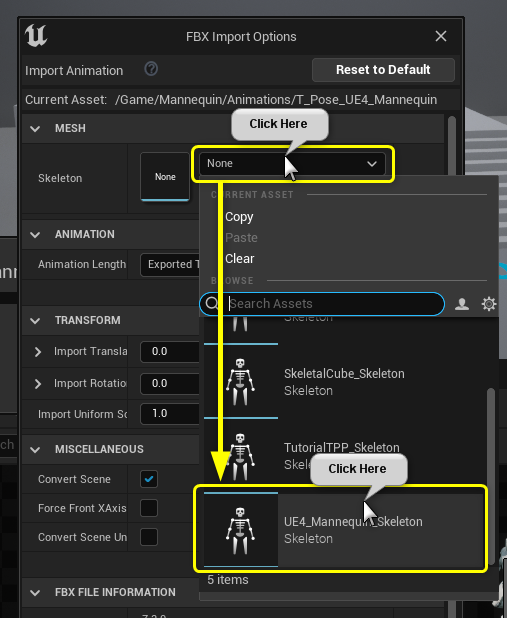 FBX Import Options
Import Animation
Reset to Default
Current Asset: /Game/Mannequin/Animations/T_Pose_UE4_Mannequin
MESH
Click Here
Skeleton
None
None
CURRENT ASSET
Copy
Paste
Clear
BROWSE
Search Assets
ANIMATION
Animation Length
Exported T
TRANSFORM
Import Transla
0.0
Import Rotatio
0.0
Import Uniform Sc
1.0
MISCELLANEOUS
Convert Scene
Force Front XAxis
Convert Scene Un
FBX FILE INFORMATION
Skeleton
SkeletalCube_Skeleton
Skeleton
TutorialTPP_Skeleton
Skele
Click Here
UE4_Mannequin_Skeleton
Skeleton
5 items